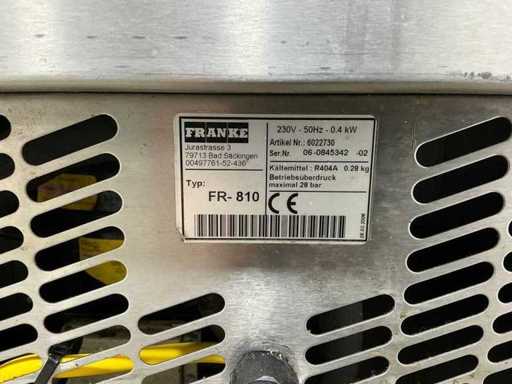 FRANKE
Jurastrasse 3
79713 Bad Säckingen
00497761-52-436
Typ:
FR- 810
230V - 50Hz - 0.4 kW
Artikel Nr.: 6022730
Ser.Nr. 06-0845342 -02
Kältemittel : R404A 0.28 kg
Betriebsüberdruck
maximal 28 bar
CE